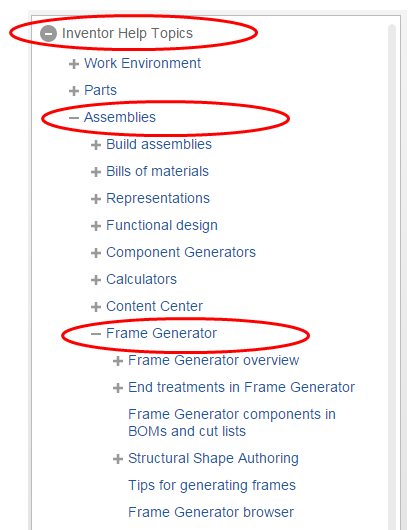 Inventor Help Topics
Work Environment
Parts
Assemblies
Build assemblies
Bills of materials
Representations
Functional design
Component Generators
Calculators
Content Center
Frame Generator
Frame Generator overview
End treatments in Frame Generator
Frame Generator components in
BOMs and cut lists
Structural Shape Authoring
Tips for generating frames
Frame Generator browser